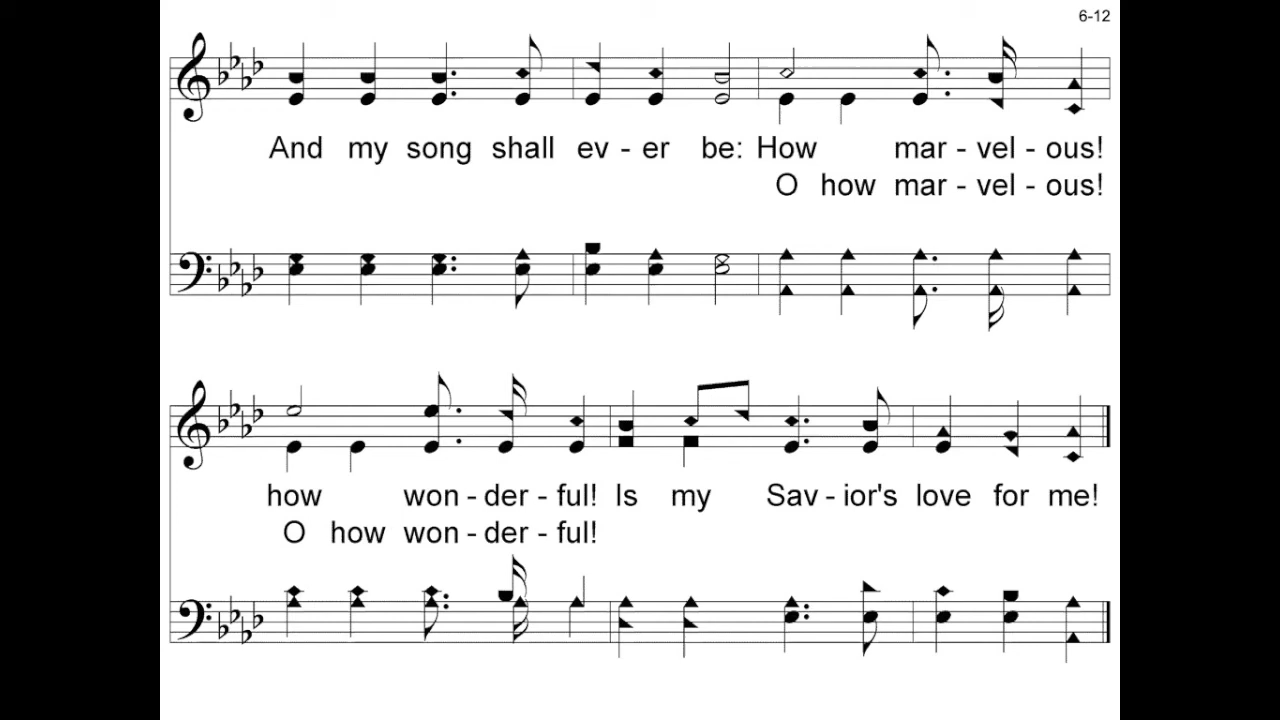 6-12
And my song shall ev - er be: How mar - vel - ous!
O how mar - vel - ous!
how won - der - ful! Is my Sav - ior's love for me!
O how won - der - ful!